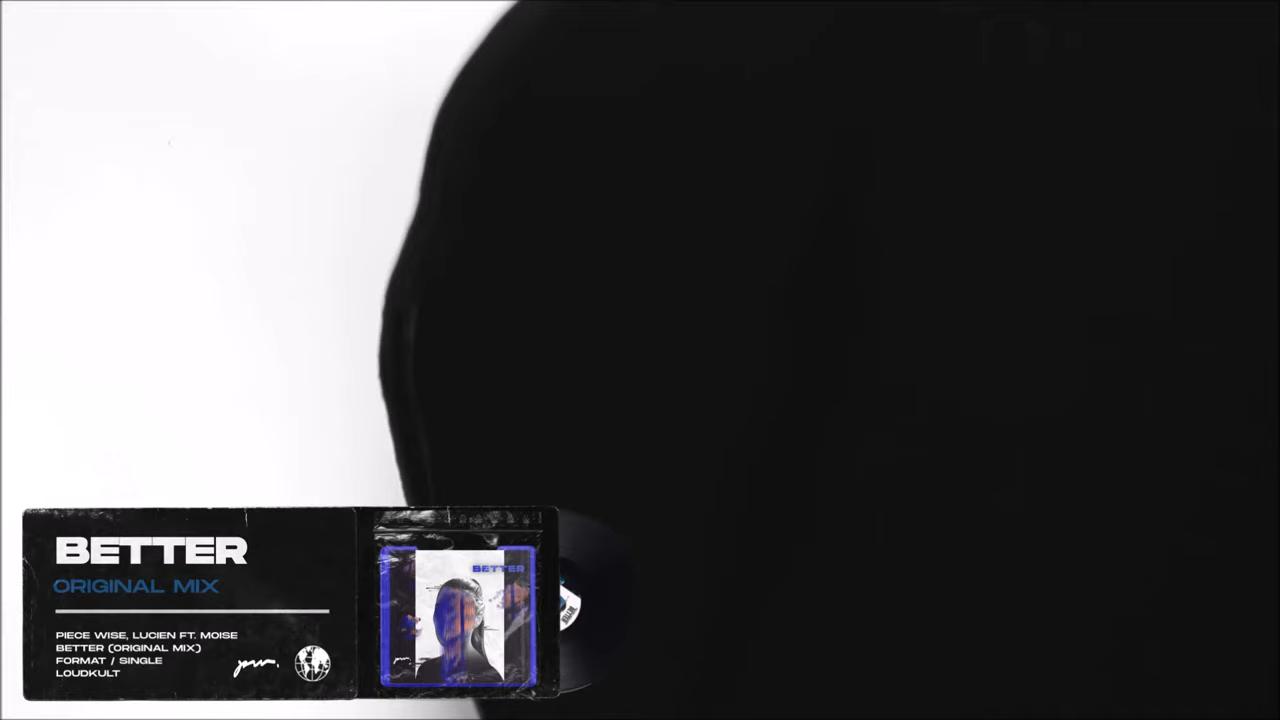 BETTER
ORIGINAL MIX
PIECE WISE, LUCIEN FT. MOISE
BETTER (ORIGINAL MIX)
FORMAT / SINGLE
LOUDKULT
BETTER